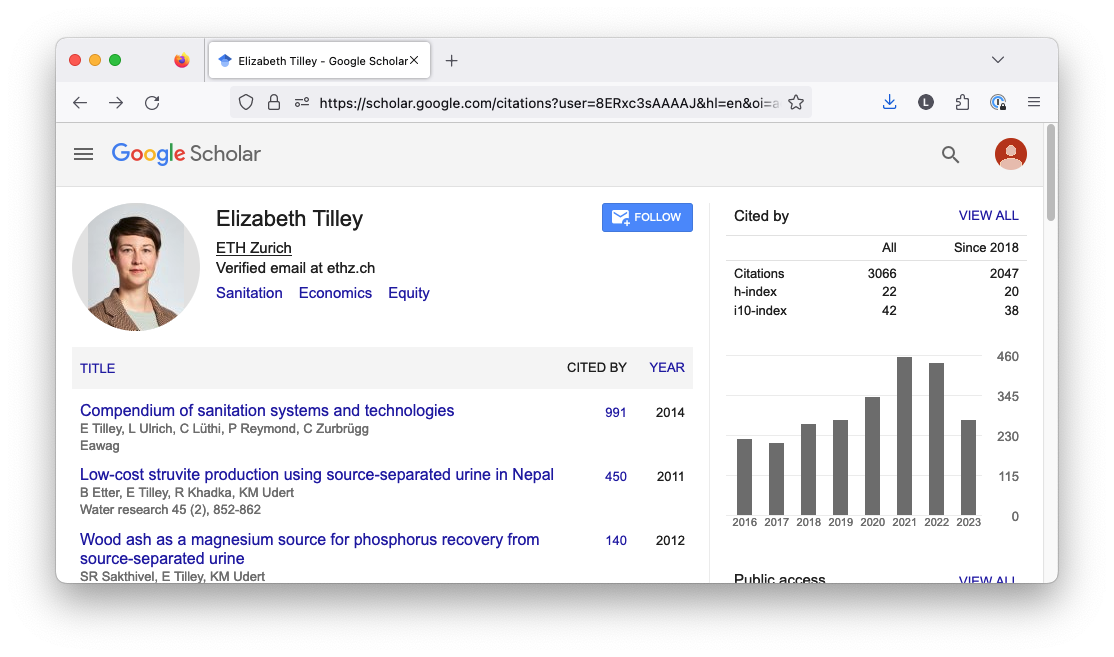 Elizabeth Tilley - Google Scholar
https://scholar.google.com/citations?user=8ERxc3sAAAAJ&hl=en&oi=a
L
Google Scholar
Elizabeth Tilley
FOLLOW
ETH Zurich
Verified email at ethz.ch
Sanitation Economics Equity
TITLE CITED BY YEAR
Compendium of sanitation systems and technologies 991 2014
E Tilley, L Ulrich, C Lüthi, P Reymond, C Zurbrügg
Eawag
Low-cost struvite production using source-separated urine in Nepal 450 2011
B Etter, E Tilley, R Khadka, KM Udert
Water research 45 (2), 852-862
Wood ash as a magnesium source for phosphorus recovery from 140 2012
source-separated urine
SR Sakthivel, E Tilley, KM Udert
Cited by VIEW ALL
All Since 2018
Citations 3066 2047
h-index 22 20
i10-index 42 38
460
345
230
115
0
2016 2017 2018 2019 2020 2021 2022 2023
Public access VIEW ALL